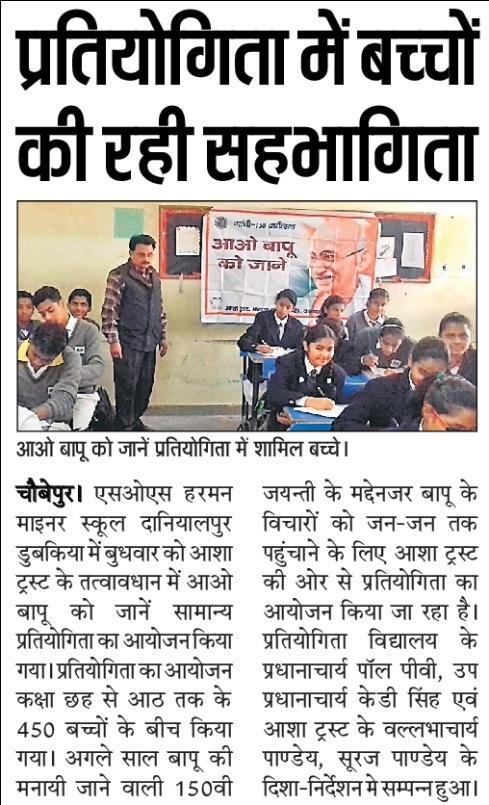 प्रतियोगिता में बच्चों
की रही सहभागिता
आओ बापू
को जाने
आओ बापू को जानें प्रतियोगिता में शामिल बच्चे।
चौबेपुर। एसओएस हरमन
माइनर स्कूल दानियालपुर
डुबकिया में बुधवार को आशा
ट्रस्ट के तत्वावधान में आओ
बापू को जानें सामान्य
प्रतियोगिता का आयोजन किया
गया। प्रतियोगिता का आयोजन
कक्षा छह से आठ तक के
450 बच्चों के बीच किया
गया। अगले साल बापू की
मनायी जाने वाली 150वी
जयन्ती के मद्देनजर बापू के
विचारों को जन-जन तक
पहुंचाने के लिए आशा ट्रस्ट
की ओर से प्रतियोगिता का
आयोजन किया जा रहा है।
प्रतियोगिता विद्यालय के
प्रधानाचार्य पॉल पीवी, उप
प्रधानाचार्य केडी सिंह एवं
आशा ट्रस्ट के वल्लभाचार्य
पाण्डेय, सूरज पाण्डेय के
दिशा-निर्देशन मे सम्पन्न हुआ।